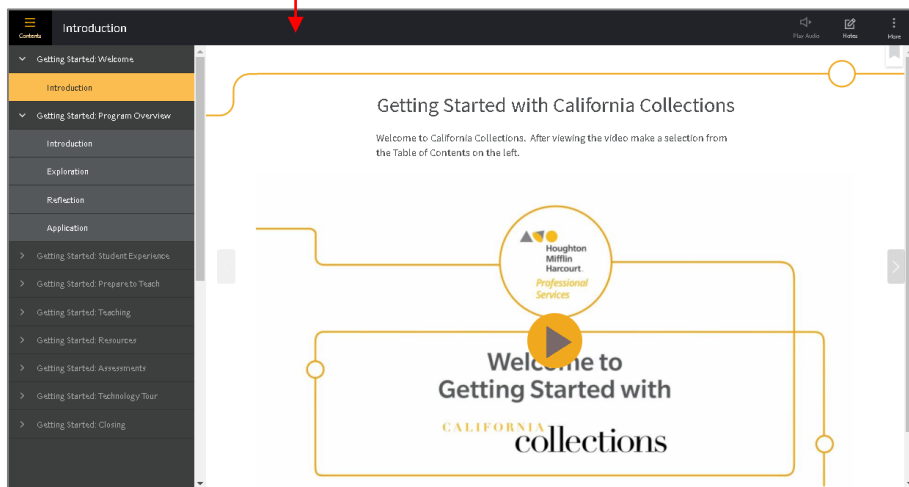 Contents
Introduction
Play Audio
Notes
More
Getting Started: Welcome
Introduction
Getting Started: Program Overview
Introduction
Exploration
Reflection
Application
Getting Started: Student Experience
Getting Started: Prepare to Teach
Getting Started: Teaching
Getting Started: Resources
Getting Started: Assessments
Getting Started: Technology Tour
Getting Started: Closing
Getting Started with California Collections
Welcome to California Collections. After viewing the video make a selection from
the Table of Contents on the left.
Houghton
Mifflin
Harcourt
Professional
Services
Welcome to
Getting Started with
CALIFORNIA
collections